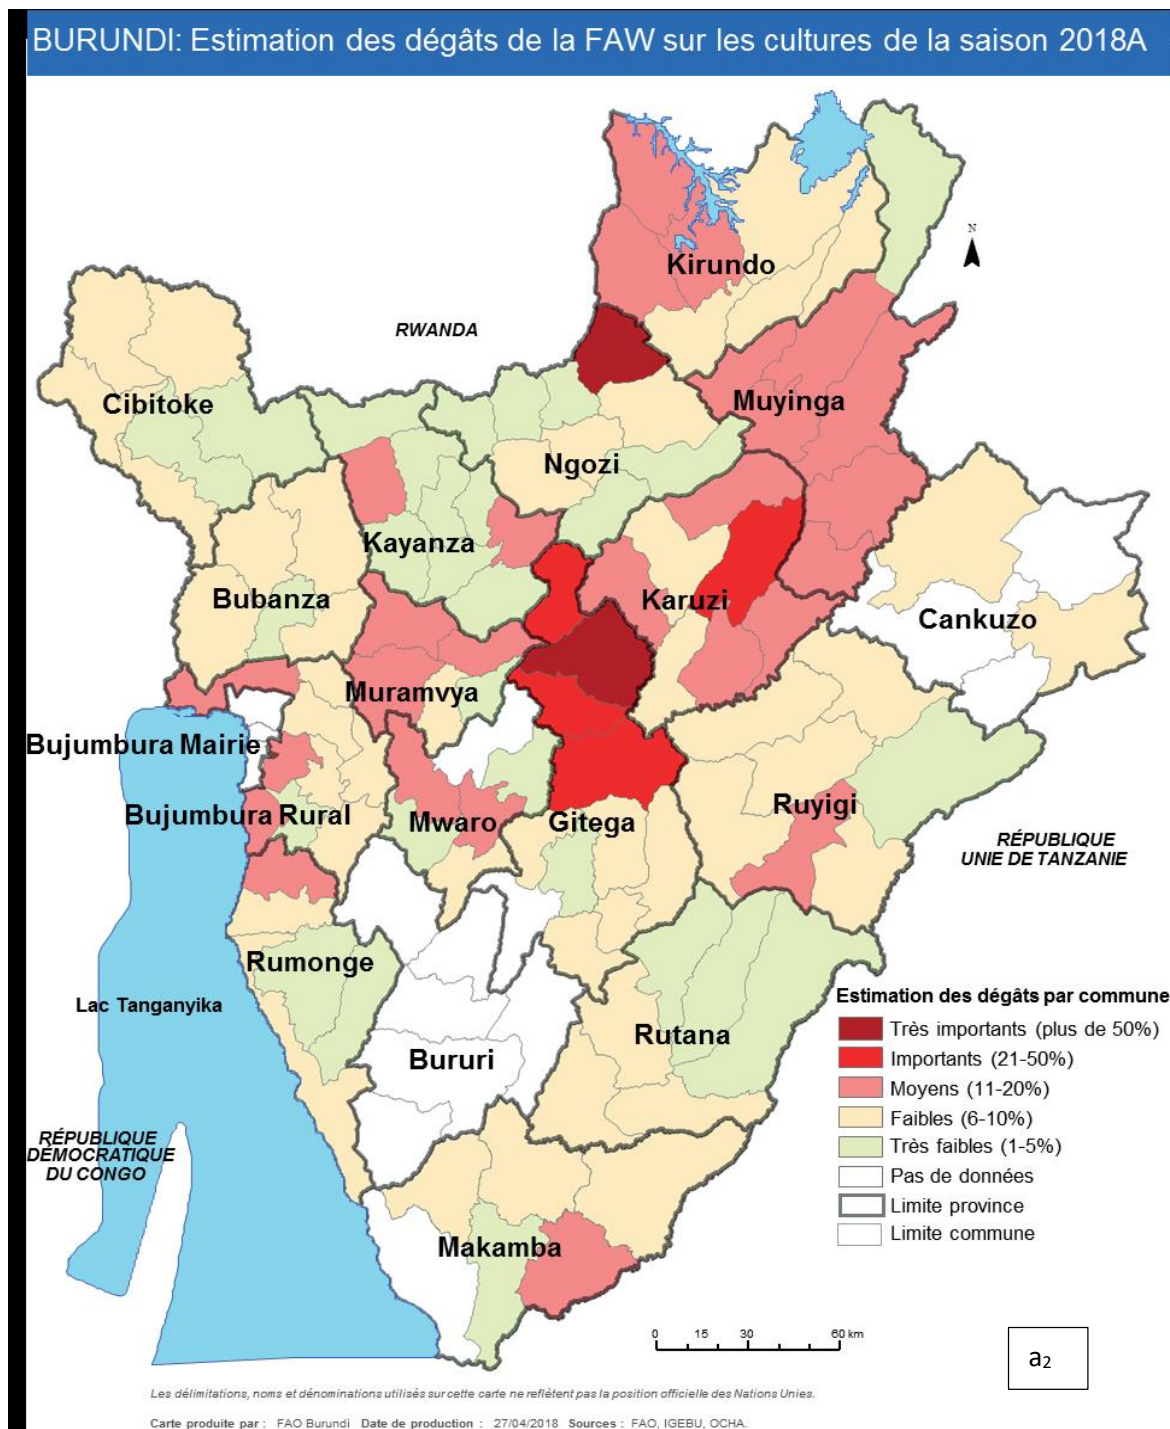 BURUNDI: Estimation des dégâts de la FAW sur les cultures de la saison 2018A
N
Kirundo
RWANDA
Cibitoke
Muyinga
Ngozi
Kayanza
Bubanza
Karuzi
Cankuzo
Muramvya
Bujumbura Mairie
Bujumbura Rural
Mwaro
Gitega
Ruyigi
RÉPUBLIQUE
UNIE DE TANZANIE
Rumonge
Lac Tanganyika
Rutana
Bururi
RÉPUBLIQUE
DÉMOCRATIQUE
DU CONGO
Makamba
Estimation des dégâts par commune
Très importants (plus de 50%)
Importants (21-50%)
Moyens (11-20%)
Faibles (6-10%)
Très faibles (1-5%)
Pas de données
Limite province
Limite commune
0 15 30 60 km
a₂
Les délimitations, noms et dénominations utilisés sur cette carte ne reflètent pas la position officielle des Nations Unies.
Carte produite par : FAO Burundi Date de production : 27/04/2018 Sources : FAO, IGEBU, OCHA.